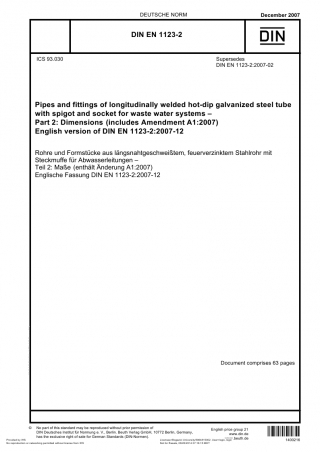 DEUTSCHE NORM
December 2007
DIN EN 1123-2
DIN
ICS 93.030
Supersedes
DIN EN 1123-2:2007-02
Pipes and fittings of longitudinally welded hot-dip galvanized steel tube
with spigot and socket for waste water systems –
Part 2: Dimensions (includes Amendment A1:2007)
English version of DIN EN 1123-2:2007-12
Rohre und Formstücke aus längsnahtgeschweißtem, feuerverzinktem Stahlrohr mit
Steckmuffe für Abwasserleitungen –
Teil 2: Maße (enthält Änderung A1:2007)
Englische Fassung DIN EN 1123-2:2007-12
Document comprises 63 pages
© No part of this standard may be reproduced without prior permission of
DIN Deutsches Institut für Normung e. V., Berlin. Beuth Verlag GmbH, 10772 Berlin, Germany,
has the exclusive right of sale for German Standards (DIN-Normen).
English price group 21
www.din.de
www.beuth.de